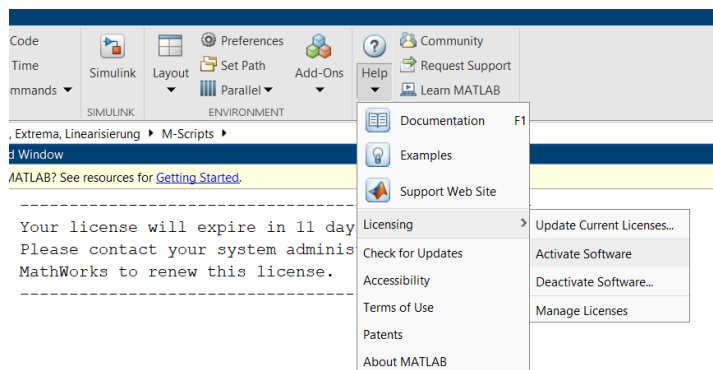 Code
Time
mmands
Simulink
SIMULINK
Layout
Preferences
Set Path
Parallel
Add-Ons
ENVIRONMENT
Help
Community
Request Support
Learn MATLAB
, Extrema, Linearisierung M-Scripts
d Window
MATLAB? See resources for Getting Started.
Your license will expire in 11 day
Please contact your system adminis
MathWorks to renew this license.
Documentation F1
Examples
Support Web Site
Licensing
Check for Updates
Accessibility
Terms of Use
Patents
About MATLAB
Update Current Licenses...
Activate Software
Deactivate Software...
Manage Licenses